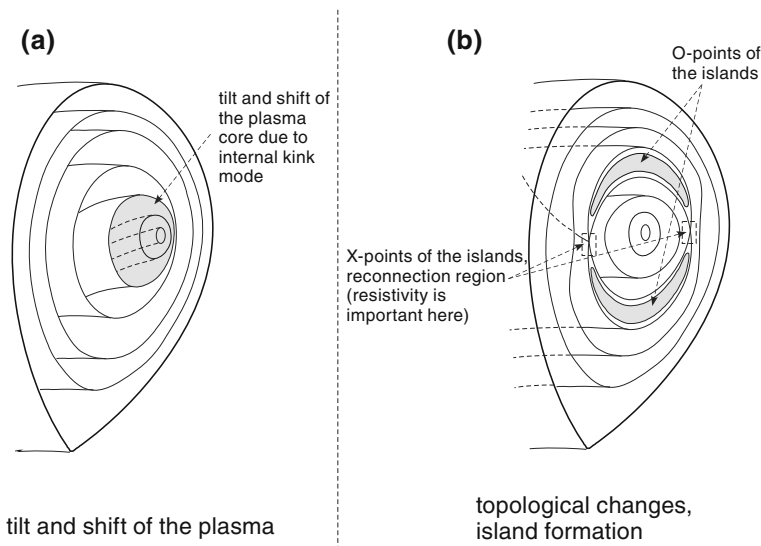 (a)
tilt and shift of
the plasma
core due to
internal kink
mode
tilt and shift of the plasma
(b)
O-points of
the islands
X-points of the islands,
reconnection region
(resistivity is
important here)
topological changes,
island formation